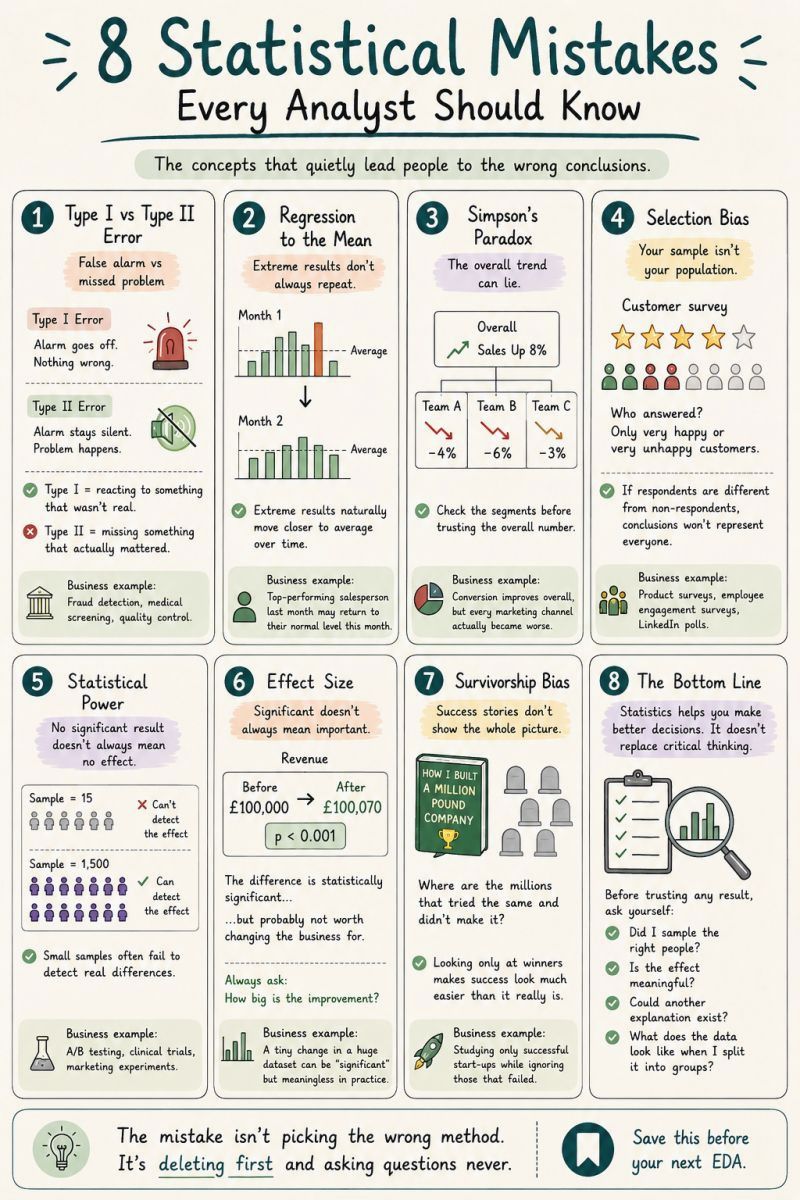 8 Statistical Mistakes
Every Analyst Should Know
The concepts that quietly lead people to the wrong conclusions.
1
Type I vs Type II
Error
False alarm vs
missed problem
Type I Error
Alarm goes off.
Nothing wrong.
Type II Error
Alarm stays silent.
Problem happens.
Type I = reacting to something
that wasn't real.
Type II = missing something
that actually mattered.
Business example:
Fraud detection, medical
screening, quality control.
2
Regression
to the Mean
Extreme results don't
always repeat.
Month 1
Average
Month 2
Average
Extreme results naturally
move closer to average
over time.
Business example:
Top-performing salesperson
last month may return to
their normal level this month.
3
Simpson's
Paradox
The overall trend
can lie.
Overall
Sales Up 8%
Team A
Team B
Team C
-4%
-6%
-3%
Check the segments before
trusting the overall number.
Business example:
Conversion improves overall,
but every marketing channel
actually became worse.
4
Selection Bias
Your sample isn't
your population.
Customer survey
Who answered?
Only very happy or
very unhappy customers.
If respondents are different
from non-respondents,
conclusions won't represent
everyone.
Business example:
Product surveys, employee
engagement surveys,
LinkedIn polls.
5
Statistical
Power
No significant result
doesn't always mean
no effect.
Sample = 15
Can't
detect
the effect
Sample = 1,500
Can
detect
the effect
Small samples often fail to
detect real differences.
Business example:
A/B testing, clinical trials,
marketing experiments.
6
Effect Size
Significant doesn't
always mean important.
Revenue
Before
£100,000
After
£100,070
p < 0.001
The difference is statistically
significant...
...but probably not worth
changing the business for.
Always ask:
How big is the improvement?
Business example:
A tiny change in a huge
dataset can be "significant"
but meaningless in practice.
7
Survivorship Bias
Success stories don't
show the whole picture.
HOW I BUILT
A MILLION
POUND
COMPANY
Where are the millions
that tried the same and
didn't make it?
Looking only at winners
makes success look much
easier than it really is.
Business example:
Studying only successful
start-ups while ignoring
those that failed.
8
The Bottom Line
Statistics helps you make
better decisions. It doesn't
replace critical thinking.
Before trusting any result,
ask yourself:
Did I sample the
right people?
Is the effect
meaningful?
Could another
explanation exist?
What does the data
look like when I split
it into groups?
The mistake isn't picking the wrong method.
It's deleting first and asking questions never.
Save this before
your next EDA.